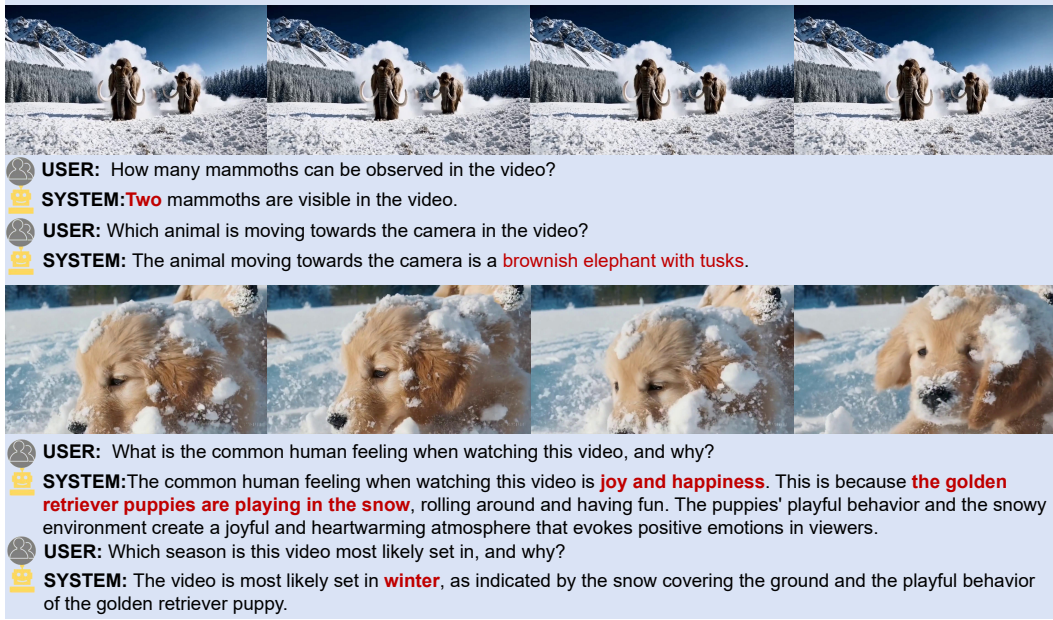 USER: How many mammoths can be observed in the video?
SYSTEM:Two mammoths are visible in the video.
USER: Which animal is moving towards the camera in the video?
SYSTEM: The animal moving towards the camera is a brownish elephant with tusks.
USER: What is the common human feeling when watching this video, and why?
SYSTEM:The common human feeling when watching this video is joy and happiness. This is because the golden
retriever puppies are playing in the snow, rolling around and having fun. The puppies' playful behavior and the snowy
environment create a joyful and heartwarming atmosphere that evokes positive emotions in viewers.
USER: Which season is this video most likely set in, and why?
SYSTEM: The video is most likely set in winter, as indicated by the snow covering the ground and the playful behavior
of the golden retriever puppy.